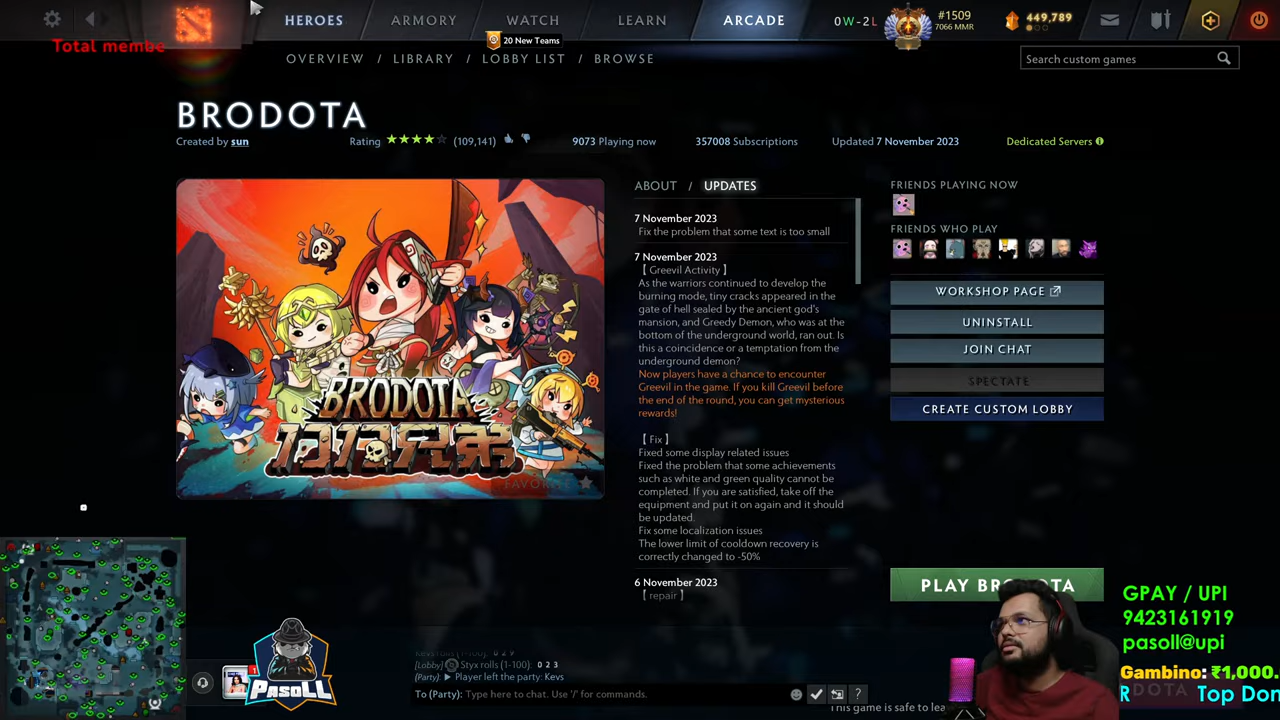 HEROES
ARMORY
WATCH
LEARN
ARCADE
0W-2L
#1509
7066 MMR
449,789
Total membe
20 New Teams
OVERVIEW / LIBRARY / LOBBY LIST / BROWSE
Search custom games
BRODOTA
Created by sun
Rating
(109,141)
9073 Playing now
357008 Subscriptions
Updated 7 November 2023
Dedicated Servers
BRODOTA
FAVORITE
ABOUT / UPDATES
7 November 2023
Fix the problem that some text is too small
7 November 2023
【 Greevil Activity 】
As the warriors continued to develop the
burning mode, tiny cracks appeared in the
gate of hell sealed by the ancient god's
mansion, and Greedy Demon, who was at the
bottom of the underground world, ran out. Is
this a coincidence or a temptation from the
underground demon?
Now players have a chance to encounter
Greevil in the game. If you kill Greevil before
the end of the round, you can get mysterious
rewards!
【 Fix 】
Fixed some display related issues
Fixed the problem that some achievements
such as white and green quality cannot be
completed. If you are satisfied, take off the
equipment and put it on again and it should
be updated.
Fix some localization issues
The lower limit of cooldown recovery is
correctly changed to -50%
6 November 2023
【 repair 】
FRIENDS PLAYING NOW
FRIENDS WHO PLAY
WORKSHOP PAGE
UNINSTALL
JOIN CHAT
SPECTATE
CREATE CUSTOM LOBBY
PLAY BRO TA
GPAY / UPI
9423161919
pasoll@upi
Gambino: ₹1,000.
R Top Don
PASOLL
[Lobby] Styx rolls (1-100): 0 2 3
(Party): Player left the party: Kevs
To (Party): Type here to chat. Use '/' for commands.
?
This game is safe to lea